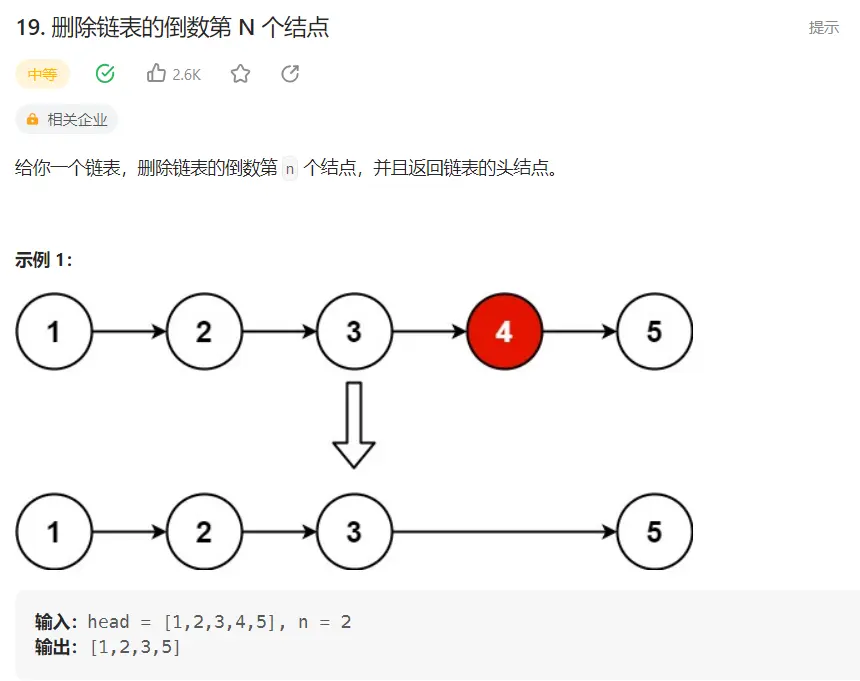 19. 删除链表的倒数第 N 个结点
提示
中等
2.6K
相关企业
给你一个链表，删除链表的倒数第 n 个结点，并且返回链表的头结点。
示例 1：
1 2 3 4 5
1 2 3 5
输入：head = [1,2,3,4,5], n = 2
输出：[1,2,3,5]